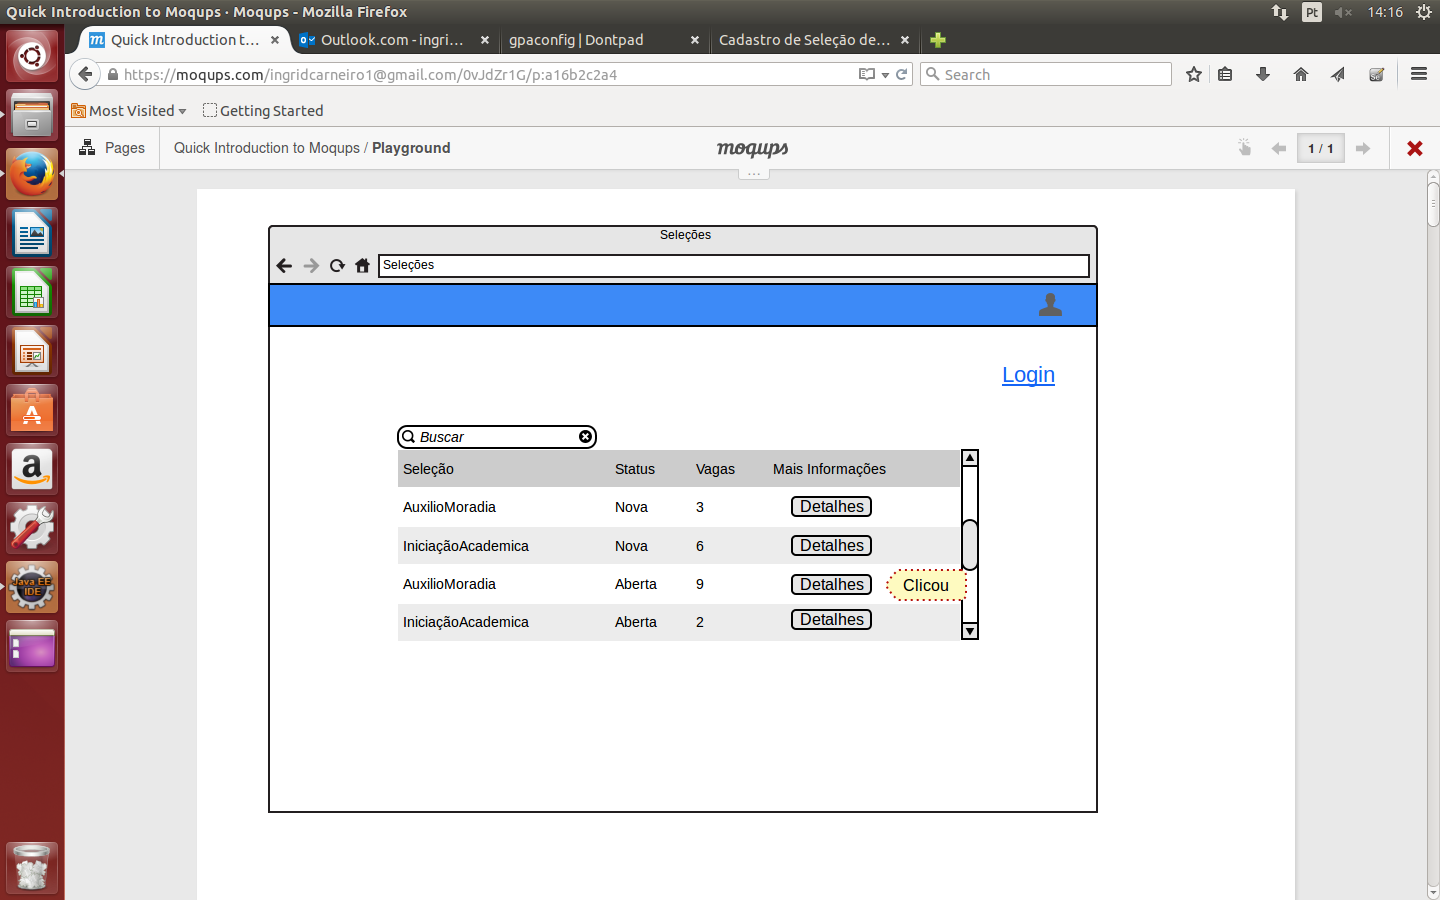 Quick Introduction to Moqups · Moqups - Mozilla Firefox
Pt
14:16
Quick Introduction t...
Outlook.com - ingri...
gpaconfig | Dontpad
Cadastro de Seleção de...
https://moqups.com/ingridcarneiro1@gmail.com/0vJdZr1G/p:a16b2c2a4
Search
Most Visited
Getting Started
Pages
Quick Introduction to Moqups / Playground
moqups
1 / 1
...
Seleções
Seleções
Login
Buscar
Seleção Status Vagas Mais Informações
AuxilioMoradia Nova 3 Detalhes
IniciaçãoAcademica Nova 6 Detalhes
AuxilioMoradia Aberta 9 Detalhes Clicou
IniciaçãoAcademica Aberta 2 Detalhes
Java EE
IDE